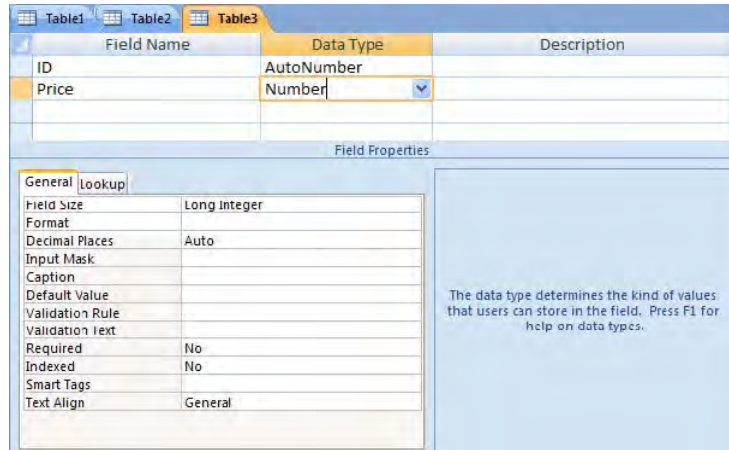 Table1 Table2 Table3
Field Name Data Type Description
ID AutoNumber
Price Number
Field Properties
General Lookup
Field Size Long Integer
Format
Decimal Places Auto
Input Mask
Caption
Default Value
Validation Rule
Validation Text
Required No
Indexed No
Smart Tags
Text Align General
The data type determines the kind of values
that users can store in the field. Press F1 for
help on data types.